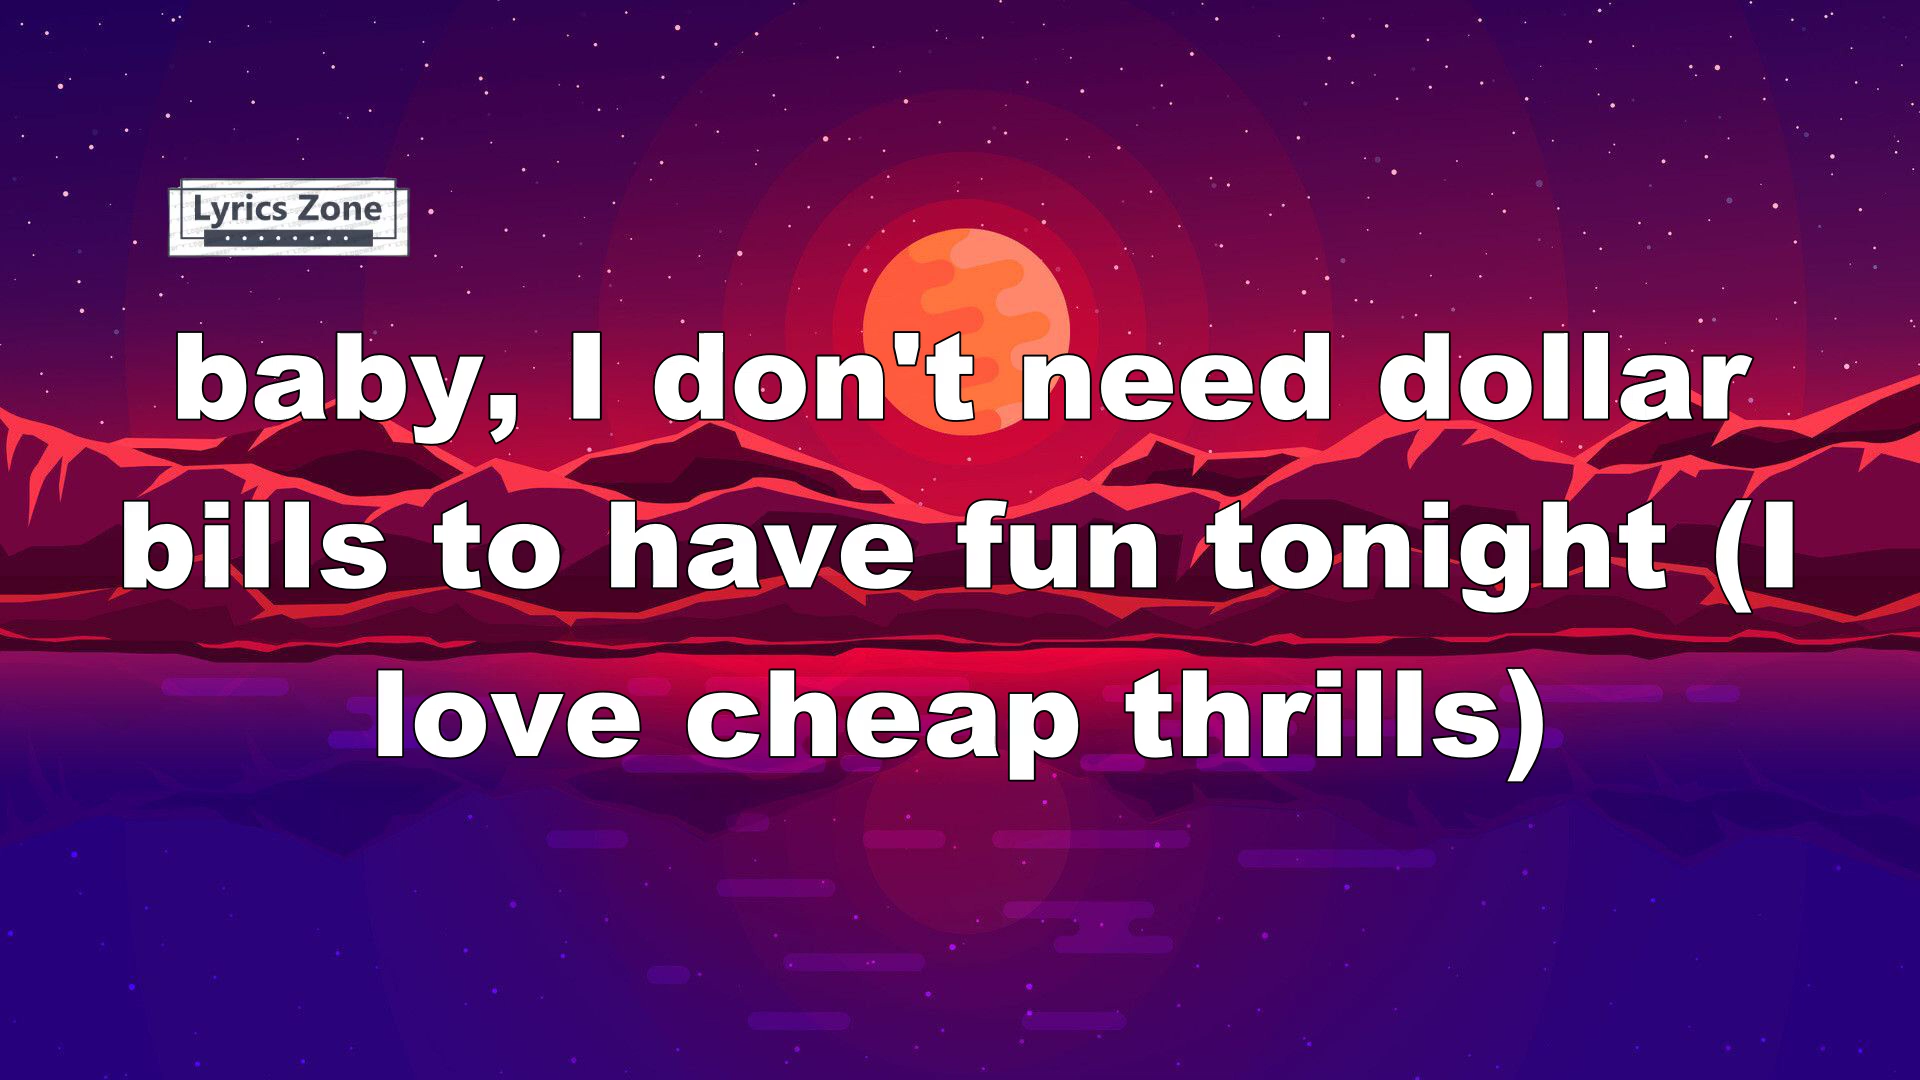 Lyrics Zone
baby, I don't need dollar
bills to have fun tonight (I
love cheap thrills)